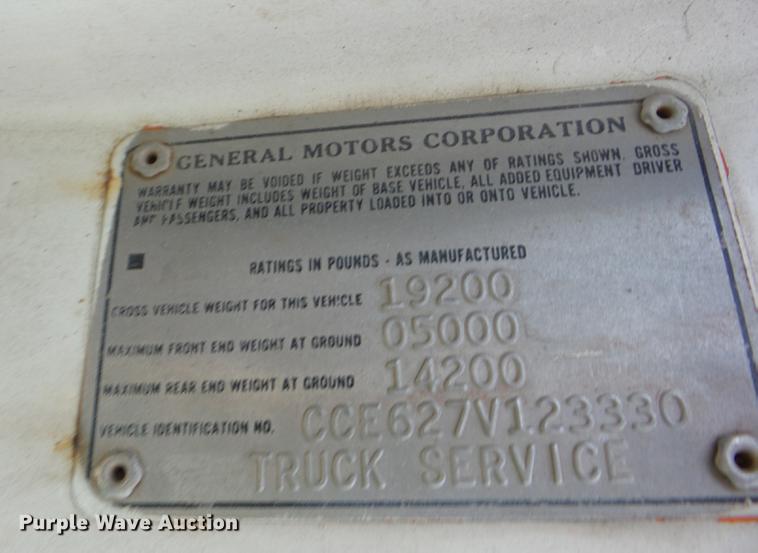 GENERAL MOTORS CORPORATION
WARRANTY MAY BE VOIDED IF WEIGHT EXCEEDS ANY OF RATINGS SHOWN. GROSS
VEHICLE WEIGHT INCLUDES WEIGHT OF BASE VEHICLE, ALL ADDED EQUIPMENT DRIVER
AND PASSENGERS, AND ALL PROPERTY LOADED INTO OR ONTO VEHICLE.
RATINGS IN POUNDS - AS MANUFACTURED
GROSS VEHICLE WEIGHT FOR THIS VEHICLE 19200
MAXIMUM FRONT END WEIGHT AT GROUND 05000
MAXIMUM REAR END WEIGHT AT GROUND 14200
VEHICLE IDENTIFICATION NO. CCE627V123330
TRUCK SERVICE
Purple Wave Auction